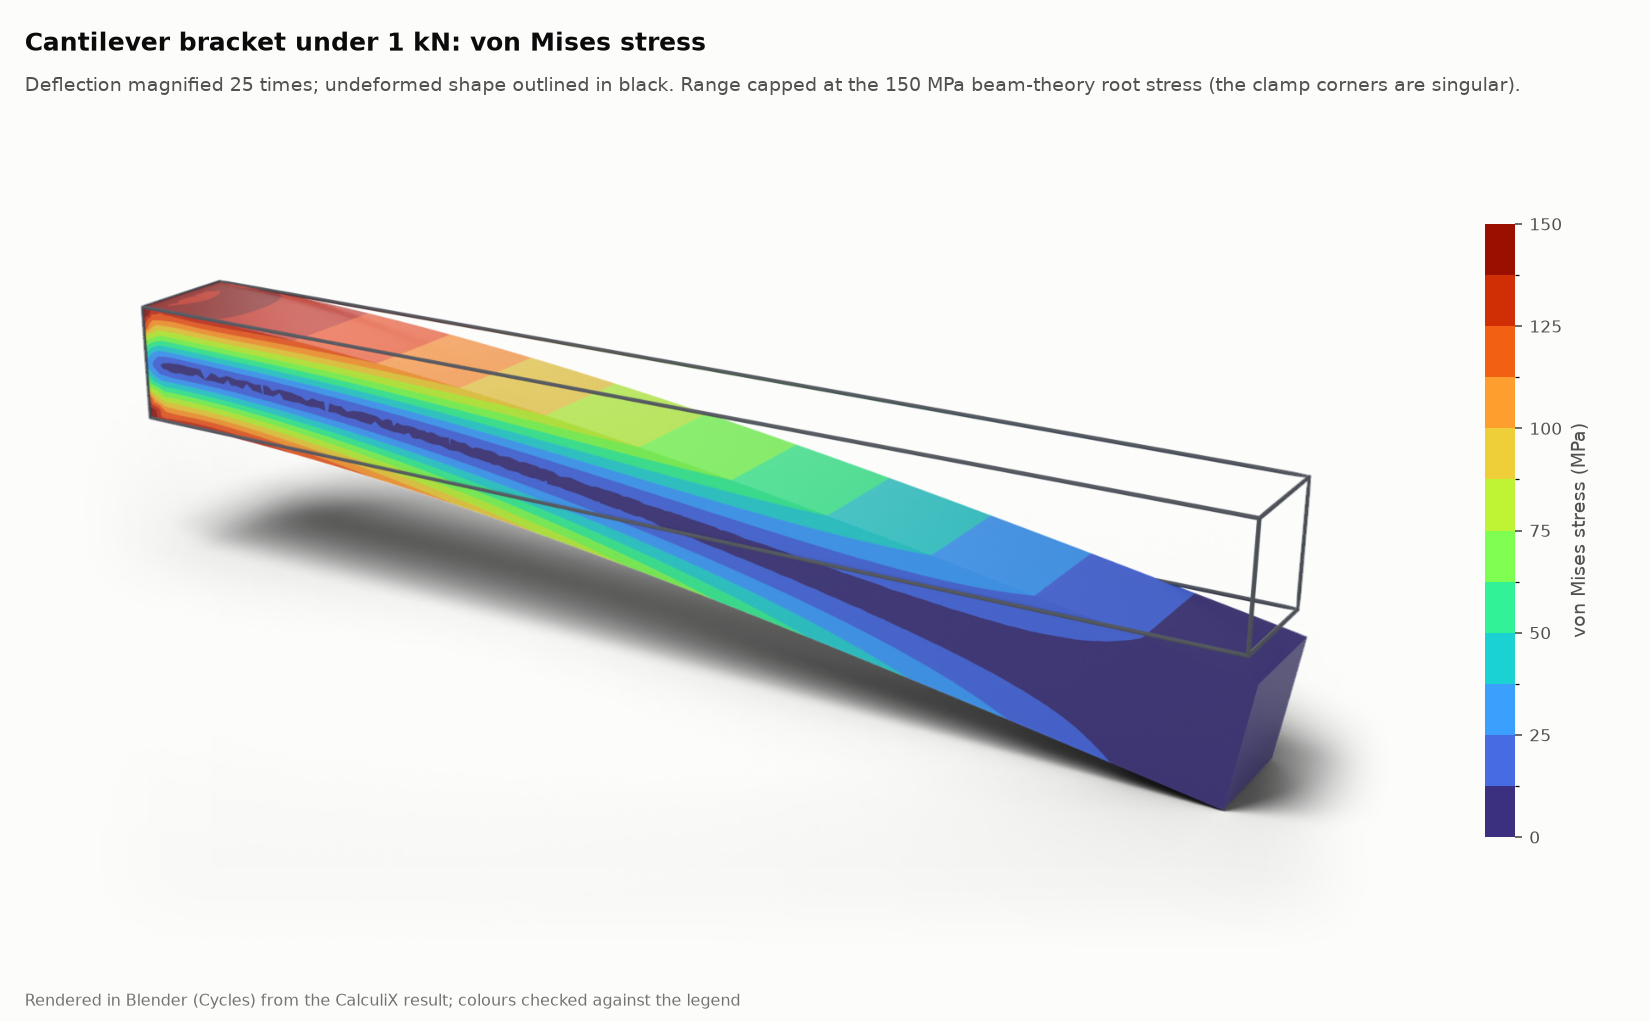 Cantilever bracket under 1 kN: von Mises stress
Deflection magnified 25 times; undeformed shape outlined in black. Range capped at the 150 MPa beam-theory root stress (the clamp corners are singular).
150
125
100
75
50
25
0
von Mises stress (MPa)
Rendered in Blender (Cycles) from the CalculiX result; colours checked against the legend